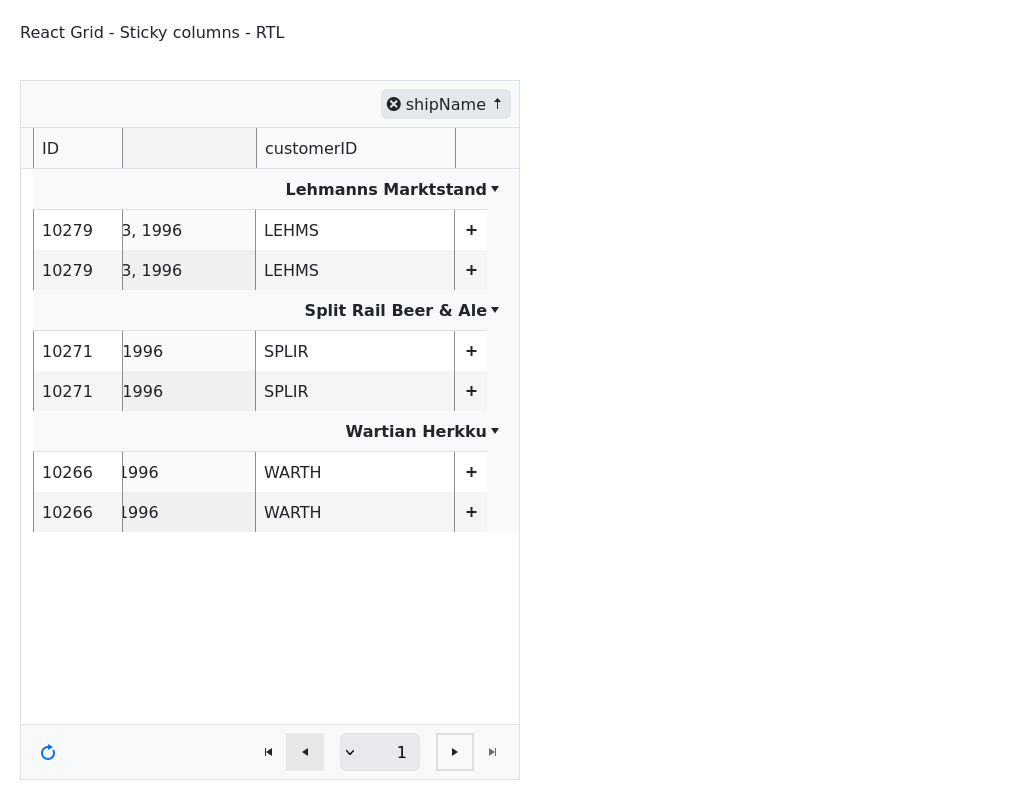 React Grid - Sticky columns - RTL
shipName
ID customerID
Lehmanns Marktstand
10279 3, 1996 LEHMS +
10279 3, 1996 LEHMS +
Split Rail Beer & Ale
10271 1996 SPLIR +
10271 1996 SPLIR +
Wartian Herkku
10266 1996 WARTH +
10266 1996 WARTH +
1